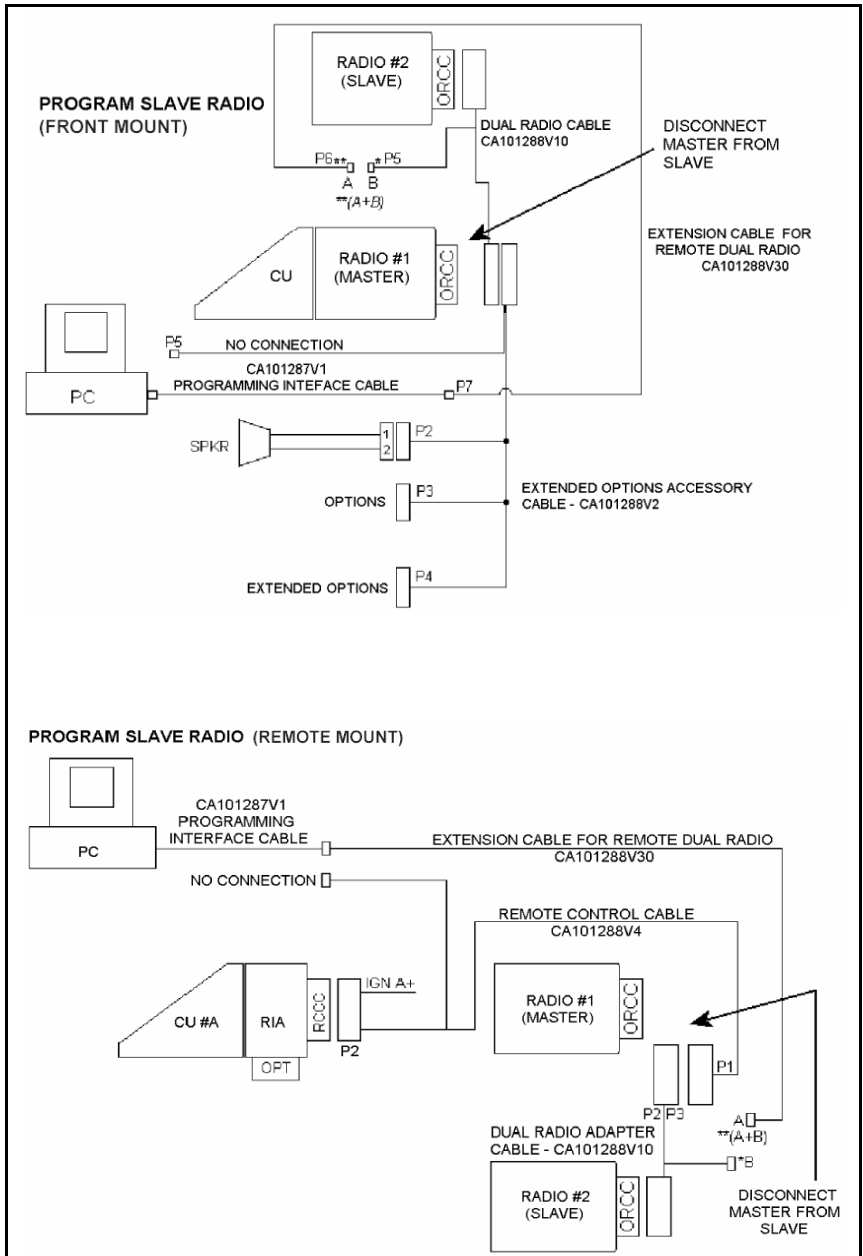 RADIO #2
(SLAVE)
ORCC
PROGRAM SLAVE RADIO
(FRONT MOUNT)
DUAL RADIO CABLE
CA101288V10
DISCONNECT
MASTER FROM
SLAVE
P6** * P5
A B
**(A+B)
EXTENSION CABLE FOR
REMOTE DUAL RADIO
CA101288V30
CU
RADIO #1
(MASTER)
ORCC
P5
NO CONNECTION
CA101287V1
PROGRAMMING INTEFACE CABLE
P7
PC
SPKR
1
2
P2
OPTIONS
P3
EXTENDED OPTIONS ACCESSORY
CABLE - CA101288V2
EXTENDED OPTIONS
P4
PROGRAM SLAVE RADIO (REMOTE MOUNT)
CA101287V1
PROGRAMMING
INTERFACE CABLE
PC
EXTENSION CABLE FOR REMOTE DUAL RADIO
CA101288V30
NO CONNECTION
REMOTE CONTROL CABLE
CA101288V4
CU #A
RIA
RCCC
IGN A+
P2
OPT
RADIO #1
(MASTER)
ORCC
P1
P2 P3
A
**(A+B)
*B
DUAL RADIO ADAPTER
CABLE - CA101288V10
RADIO #2
(SLAVE)
ORCC
DISCONNECT
MASTER FROM
SLAVE